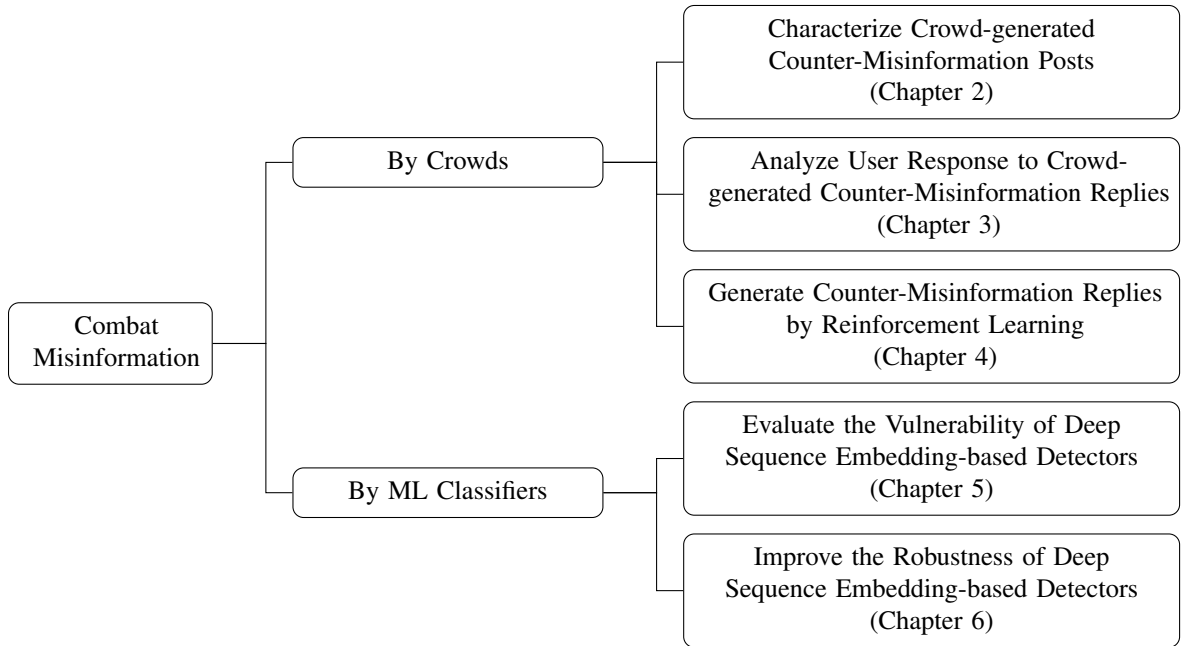 Combat
Misinformation
By Crowds
Characterize Crowd-generated
Counter-Misinformation Posts
(Chapter 2)
Analyze User Response to Crowd-
generated Counter-Misinformation Replies
(Chapter 3)
Generate Counter-Misinformation Replies
by Reinforcement Learning
(Chapter 4)
By ML Classifiers
Evaluate the Vulnerability of Deep
Sequence Embedding-based Detectors
(Chapter 5)
Improve the Robustness of Deep
Sequence Embedding-based Detectors
(Chapter 6)